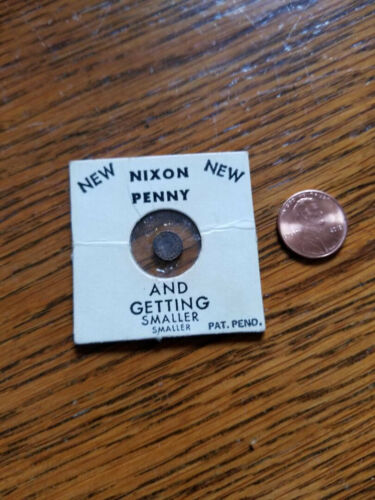 NEW NIXON NEW
PENNY
AND
GETTING
SMALLER
SMALLER
PAT. PEND.